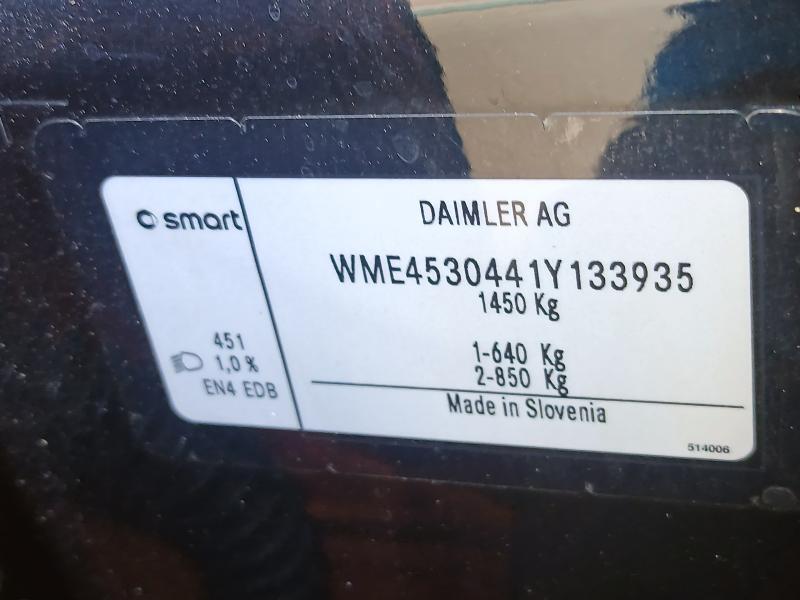 smart
451
1,0 %
EN4 EDB
DAIMLER AG
WME4530441Y133935
1450 Kg
1-640 Kg
2-850 Kg
Made in Slovenia
514006